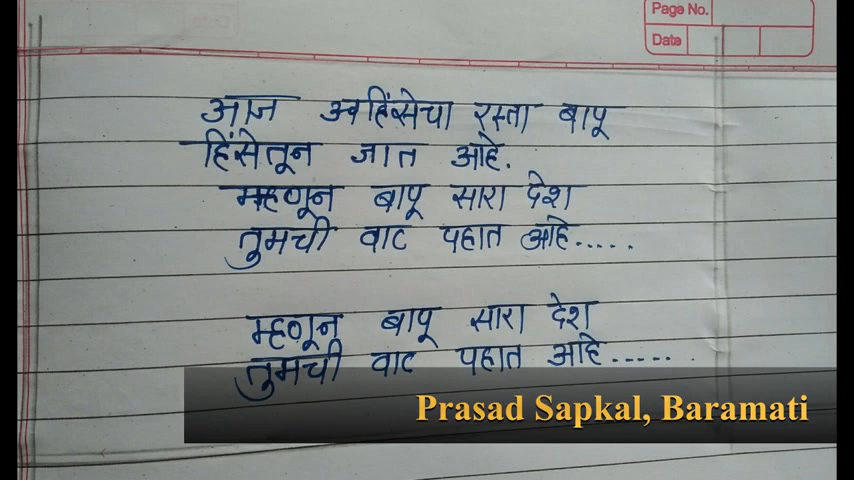 Page No.
Date
आज अहिंसेचा रस्ता बापू
हिंसेतून जात आहे.
म्हणून बापू सारा देश
तुमची वाट पहात आहे.....
म्हणून बापू सारा देश
तुमची वाट पहात आहे......
Prasad Sapkal, Baramati